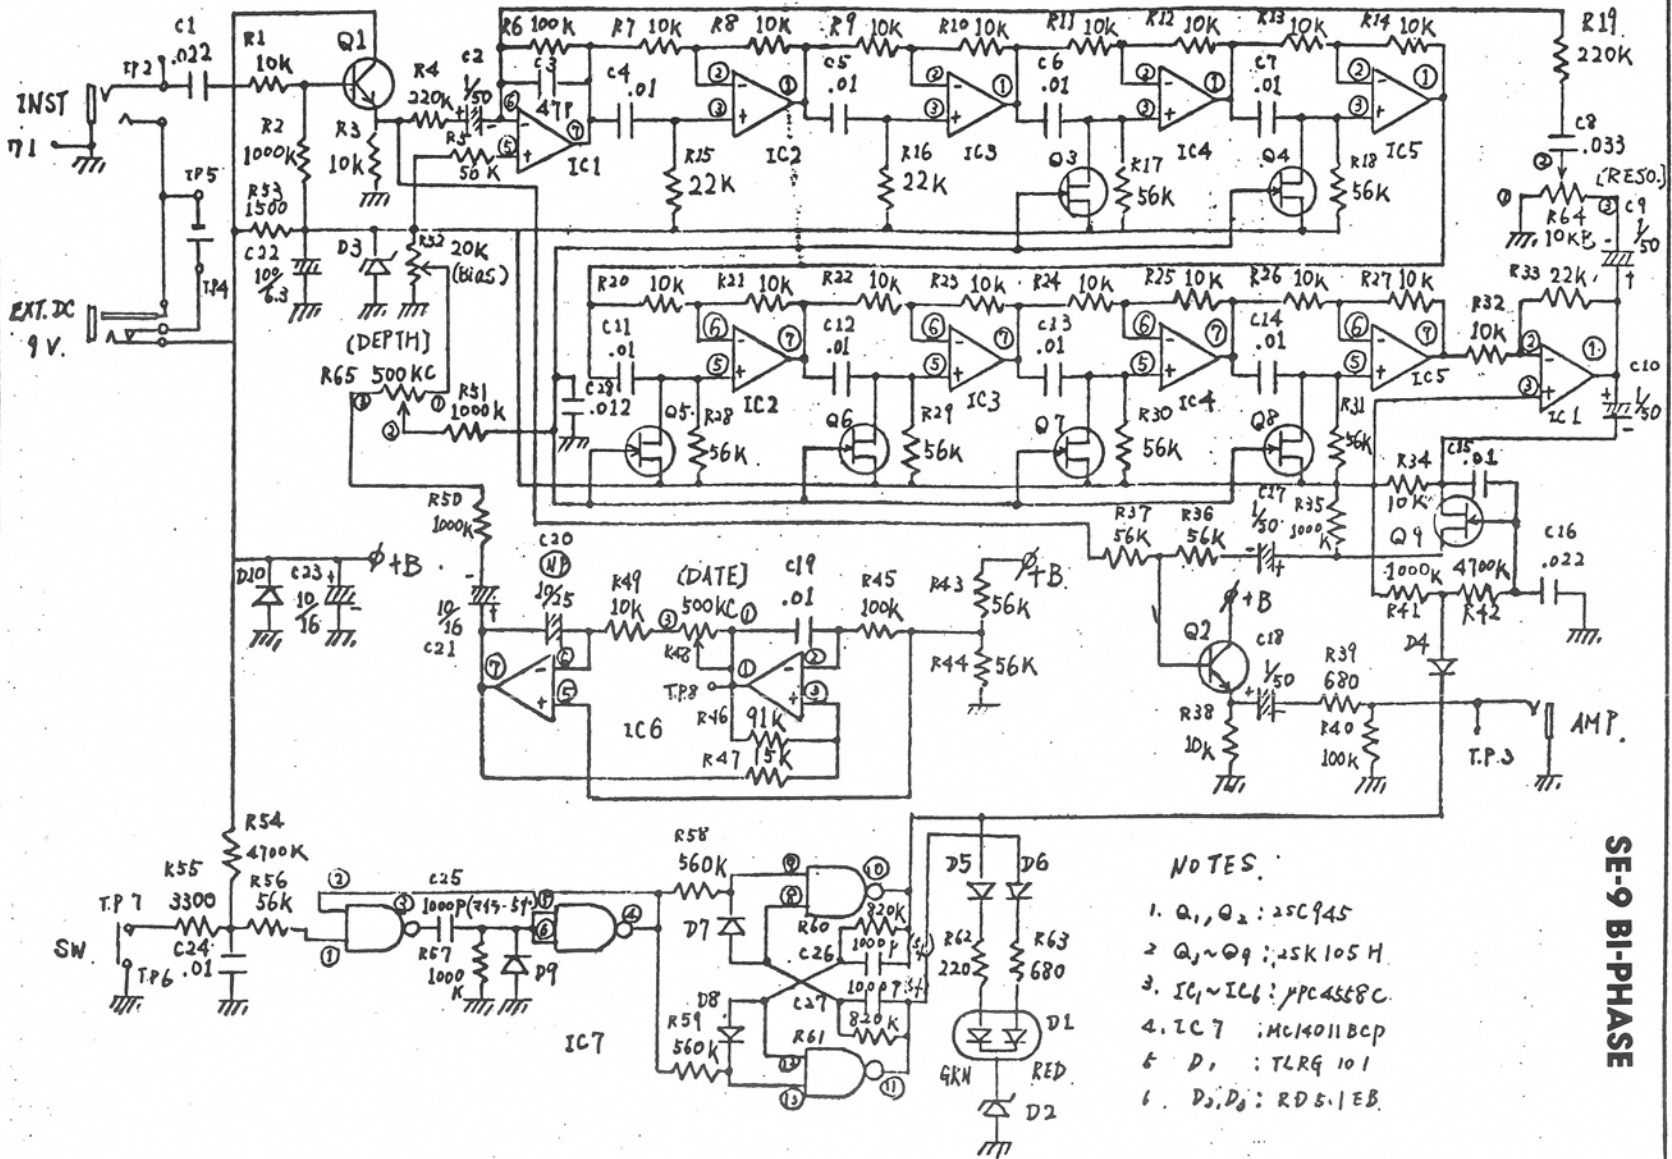 R6 100k R7 10k R8 10k R9 10k R10 10k R11 10k R12 10k R13 10k R14 10k
R19
220K
C1
.022
R1
10k
Q1
T.P2
INST
R4
220K
C2
1/50
C3
47P
C4
.01
C5
.01
C6
.01
C7
.01
C8
.033
R2
1000k
R3
10k
R5
56K
IC1
IC2
IC3
IC4
IC5
T.P5
R15
22K
R16
22K
Q3
R17
56K
Q4
R18
56K
(RESO.)
R64
10KB
C9
1/50
R53
1500
C22
100/6.3
D3
R52
20K
(BIAS)
T.P4
EXT. DC
9V.
R20 10k R21 10k R22 10k R23 10k R24 10k R25 10k R26 10k R27 10k
R33 22k
R32
10k
(DEPTH)
R65 500KC
R51
1000K
C28
.012
C11
.01
C12
.01
C13
.01
C14
.01
IC2
IC3
IC4
IC5
IC1
C10
1/50
Q5
R28
56K
Q6
R29
56K
Q7
R30
56K
Q8
R31
56K
R34
10K
C15
.01
R50
1000K
R37
56K
R36
56K
C17
1/50
R35
1000K
Q9
C16
.022
1000k
R41
4700K
R42
D10
C23
10/16
+B
C20
NP
10/25
R49
10K
(DATE)
500KC
R48
C19
.01
R45
100k
R43
56K
+B
R44
56K
10/16
C21
T.P.8
IC6
R46
91K
R47
15K
Q2
+B
C18
1/50
R39
680
D4
R38
10K
R40
100K
T.P.3
AMP.
R54
4700K
R55
3300
R56
56K
T.P7
SW.
T.P6
C24
.01
C25
R57
1000K
D9
IC7
R58
560K
D7
R60
820K
C26
C27
D8
R59
560K
R61
820K
D5
D6
R62
220
R63
680
D1
GRN
RED
D2
NOTES:
1. Q1, Q2 : 2SC945
2 Q3~Q9 : 2SK105H
3. IC1~IC6 : μPC4558C
4. IC7 : MC14011BCP
5 D1 : TLRG 101
6. D2, D3 : RD5.1EB
SE-9 BI-PHASE